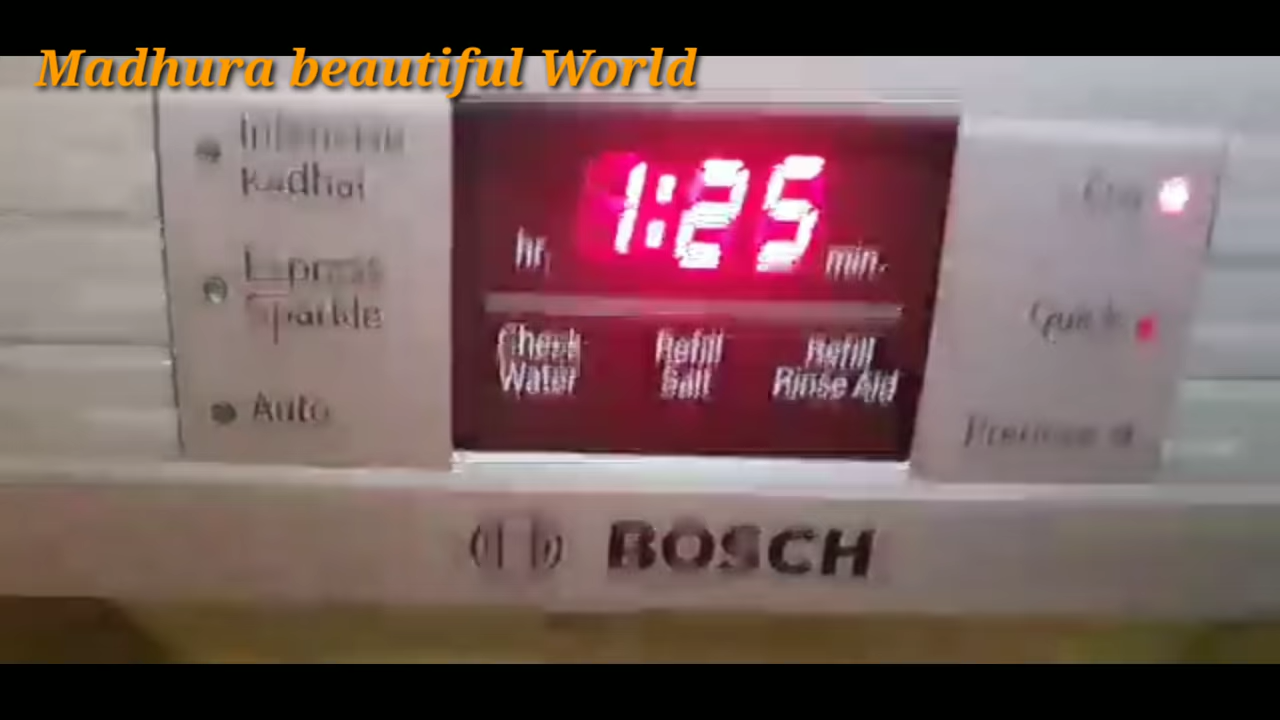 Madhura beautiful World
Intensive
Kadhai
Express
Sparkle
Auto
1:25
hr.
min.
Check
Water
Refill
Salt
Refill
Rinse Aid
Quick
Prerinse
BOSCH